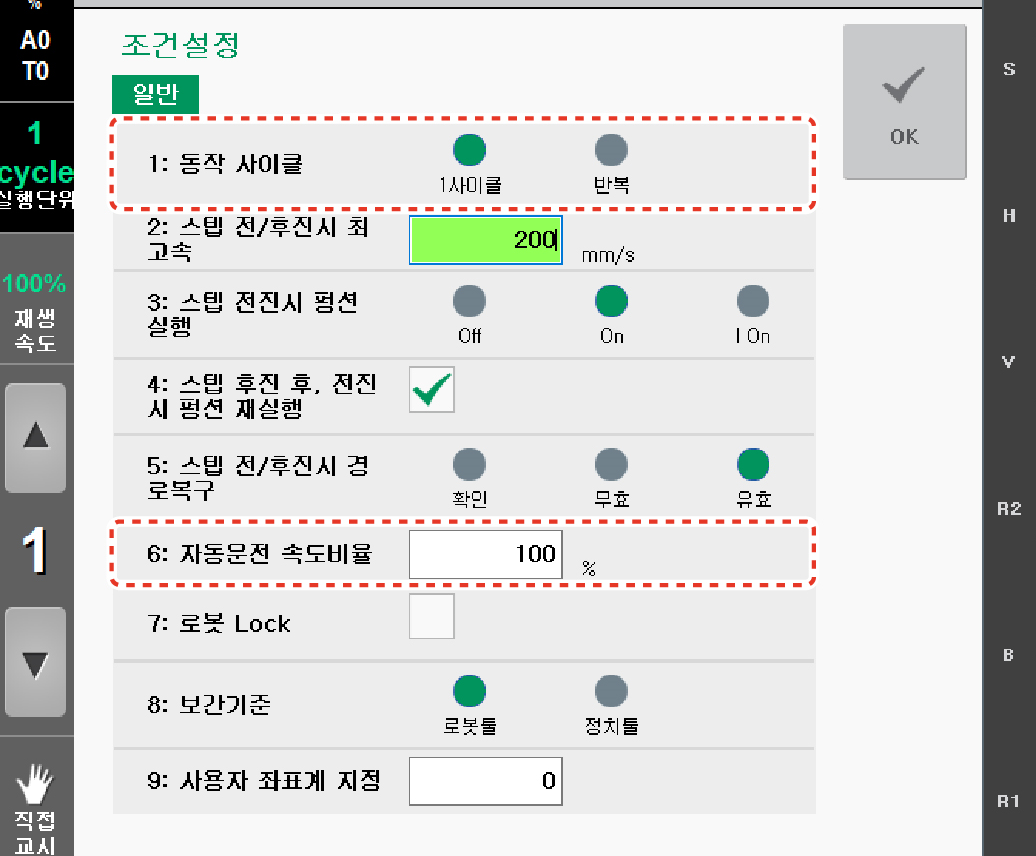 %
A0
T0
1
cycle
실행단위
100%
재생
속도
1
직접
교시
조건설정
일반
1: 동작 사이클
1사이클
반복
2: 스텝 전/후진시 최
고속
200
mm/s
3: 스텝 전진시 펑션
실행
Off
On
I On
4: 스텝 후진 후, 전진
시 펑션 재실행
5: 스텝 전/후진시 경
로복구
확인
무효
유효
6: 자동운전 속도비율
100
%
7: 로봇 Lock
8: 보간기준
로봇툴
정치툴
9: 사용자 좌표계 지정
0
OK
S
H
V
R2
B
R1